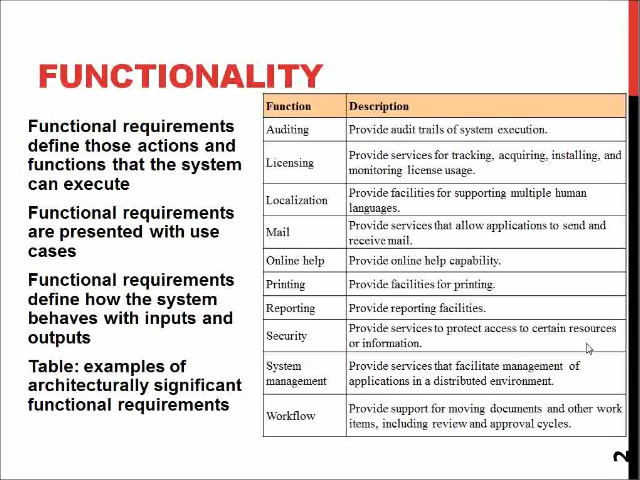 FUNCTIONALITY
Functional requirements
define those actions and
functions that the system
can execute
Functional requirements
are presented with use
cases
Functional requirements
define how the system
behaves with inputs and
outputs
Table: examples of
architecturally significant
functional requirements
Function Description
Auditing Provide audit trails of system execution.
Licensing Provide services for tracking, acquiring, installing, and
monitoring license usage.
Localization Provide facilities for supporting multiple human
languages.
Mail Provide services that allow applications to send and
receive mail.
Online help Provide online help capability.
Printing Provide facilities for printing.
Reporting Provide reporting facilities.
Security Provide services to protect access to certain resources
or information.
System management Provide services that facilitate management of
applications in a distributed environment.
Workflow Provide support for moving documents and other work
items, including review and approval cycles.
2